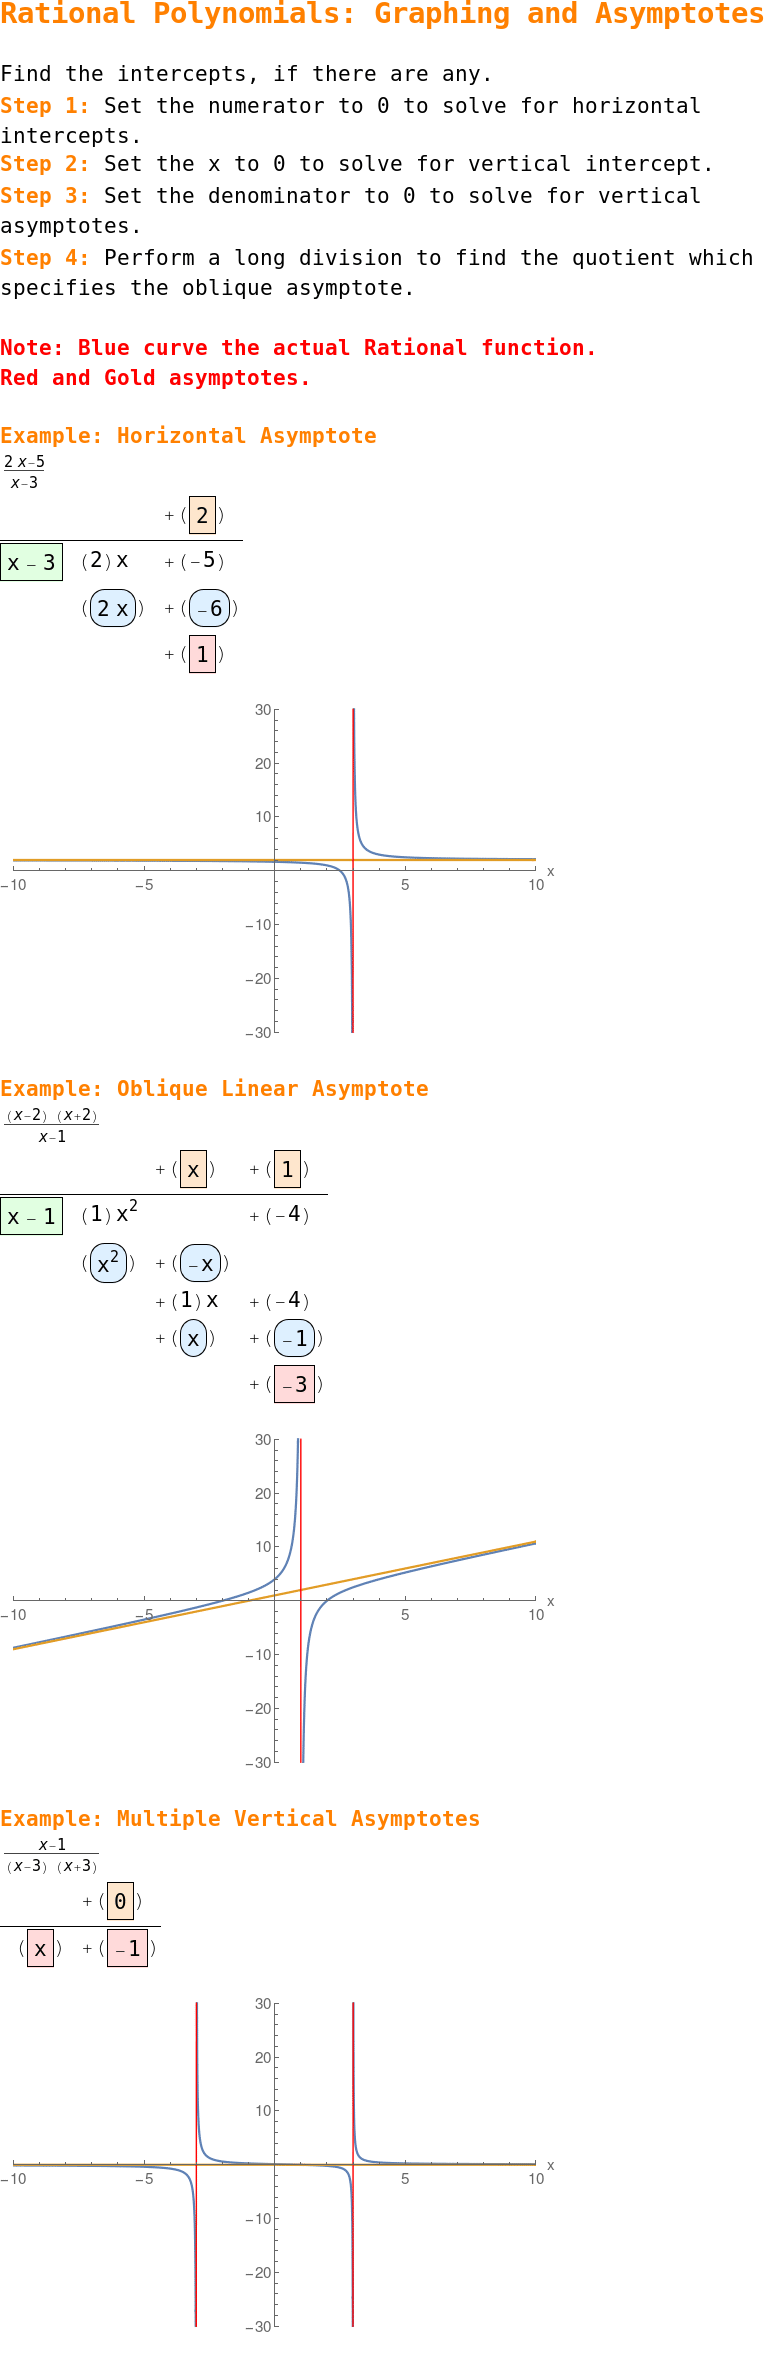 Rational Polynomials: Graphing and Asymptotes
Find the intercepts, if there are any.
Step 1: Set the numerator to 0 to solve for horizontal
intercepts.
Step 2: Set the x to 0 to solve for vertical intercept.
Step 3: Set the denominator to 0 to solve for vertical
asymptotes.
Step 4: Perform a long division to find the quotient which
specifies the oblique asymptote.
Note: Blue curve the actual Rational function.
Red and Gold asymptotes.
Example: Horizontal Asymptote
2 x–5
x–3
+ ( 2 )
x – 3 (2) x + (–5)
(2 x) + (–6)
+ ( 1 )
30
20
10
–10 –5 5 10 x
–10
–20
–30
Example: Oblique Linear Asymptote
(x–2) (x+2)
x–1
+ ( x ) + ( 1 )
x – 1 (1) x² + (–4)
(x²) + (–x)
+ (1) x + (–4)
+ (x) + (–1)
+ (–3)
30
20
10
–10 –5 5 10 x
–10
–20
–30
Example: Multiple Vertical Asymptotes
x–1
(x–3) (x+3)
+ ( 0 )
( x ) + ( –1 )
30
20
10
–10 –5 5 10 x
–10
–20
–30